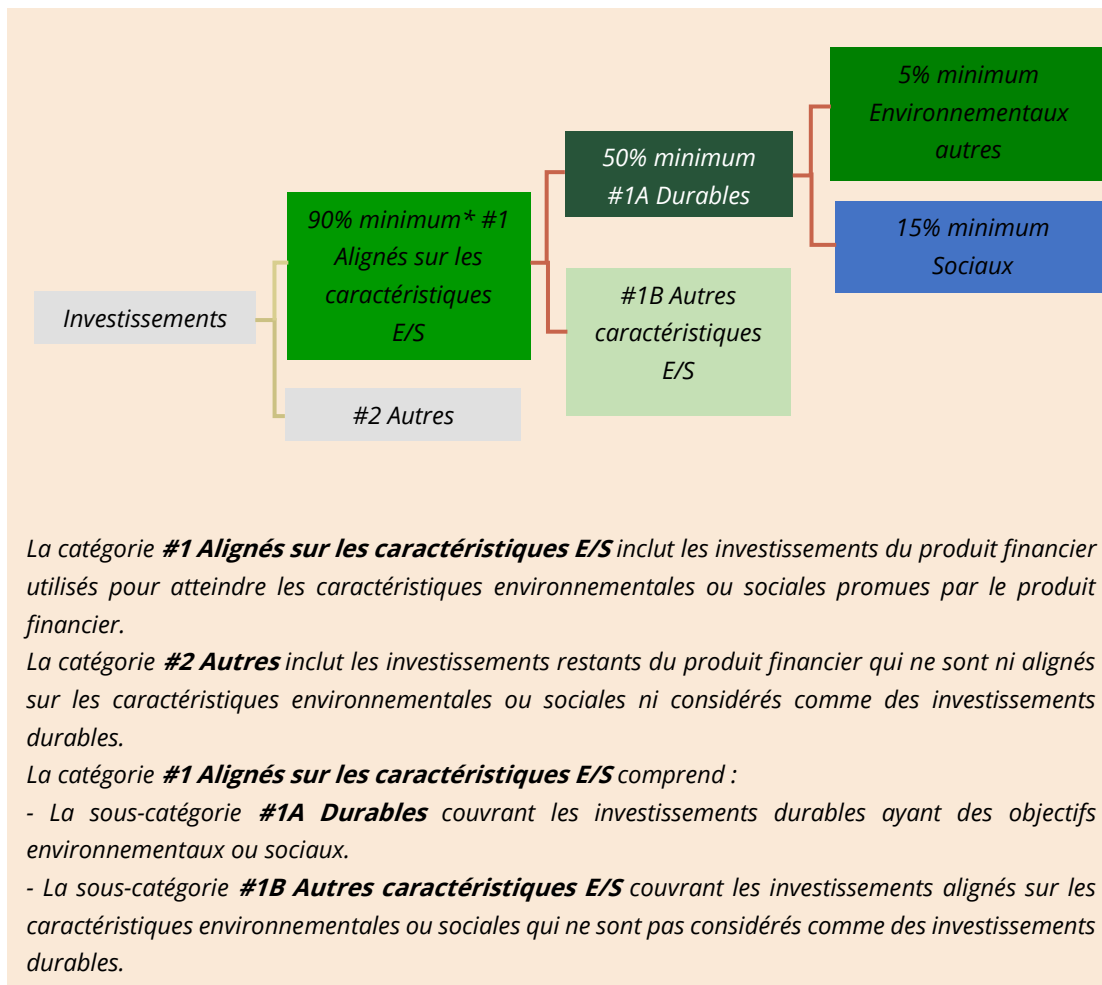 5% minimum
Environnementaux
autres
50% minimum
#1A Durables
90% minimum* #1
Alignés sur les
caractéristiques
E/S
15% minimum
Sociaux
#1B Autres
caractéristiques
E/S
Investissements
#2 Autres
La catégorie #1 Alignés sur les caractéristiques E/S inclut les investissements du produit financier
utilisés pour atteindre les caractéristiques environnementales ou sociales promues par le produit
financier.
La catégorie #2 Autres inclut les investissements restants du produit financier qui ne sont ni alignés
sur les caractéristiques environnementales ou sociales ni considérés comme des investissements
durables.
La catégorie #1 Alignés sur les caractéristiques E/S comprend :
- La sous-catégorie #1A Durables couvrant les investissements durables ayant des objectifs
environnementaux ou sociaux.
- La sous-catégorie #1B Autres caractéristiques E/S couvrant les investissements alignés sur les
caractéristiques environnementales ou sociales qui ne sont pas considérés comme des investissements
durables.